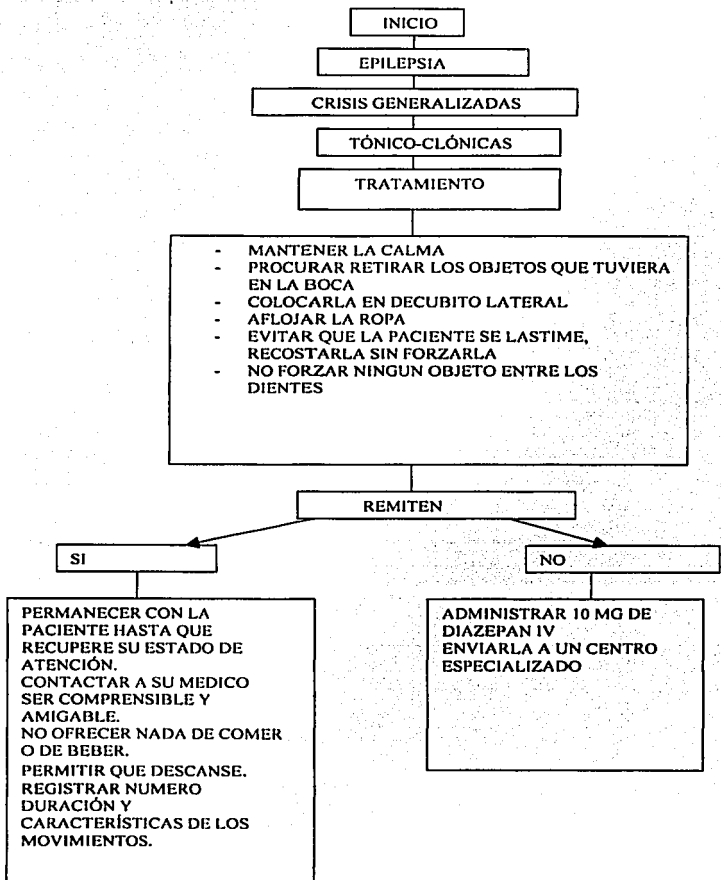 INICIO
EPILEPSIA
CRISIS GENERALIZADAS
TÓNICO-CLÓNICAS
TRATAMIENTO
- MANTENER LA CALMA
- PROCURAR RETIRAR LOS OBJETOS QUE TUVIERA
EN LA BOCA
- COLOCARLA EN DECUBITO LATERAL
- AFLOJAR LA ROPA
- EVITAR QUE LA PACIENTE SE LASTIME,
RECOSTARLA SIN FORZARLA
- NO FORZAR NINGUN OBJETO ENTRE LOS
DIENTES
REMITEN
SI
PERMANECER CON LA
PACIENTE HASTA QUE
RECUPERE SU ESTADO DE
ATENCIÓN.
CONTACTAR A SU MEDICO
SER COMPRENSIBLE Y
AMIGABLE.
NO OFRECER NADA DE COMER
O DE BEBER.
PERMITIR QUE DESCANSE.
REGISTRAR NUMERO
DURACIÓN Y
CARACTERÍSTICAS DE LOS
MOVIMIENTOS.
NO
ADMINISTRAR 10 MG DE
DIAZEPAN IV
ENVIARLA A UN CENTRO
ESPECIALIZADO